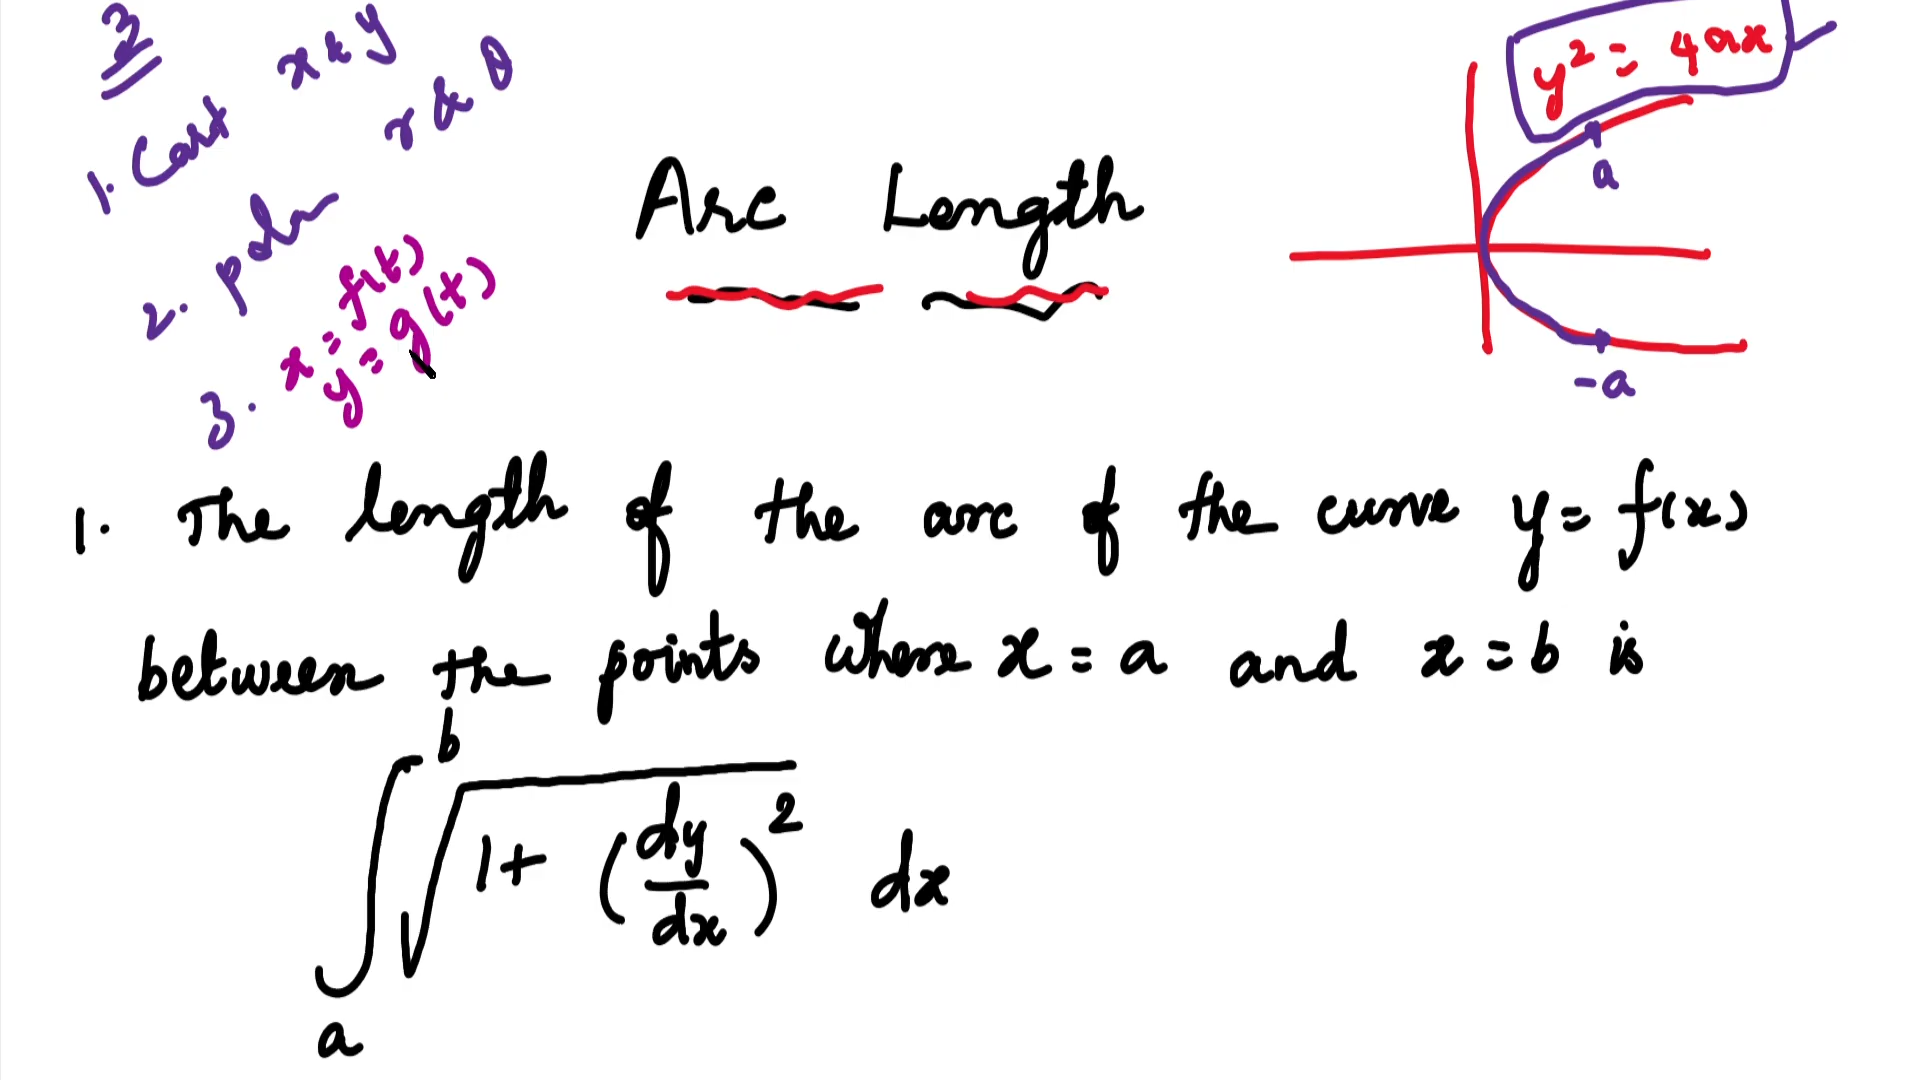 3
1. Cart x & y
r & θ
2. polar
3. x = f(t)
y = g(t)
Arc Length
y² = 4ax
a
-a
1. The length of the arc of the curve y = f(x)
between the points where x = a and x = b is
∫ₐᵇ √(1 + (dy/dx)²) dx